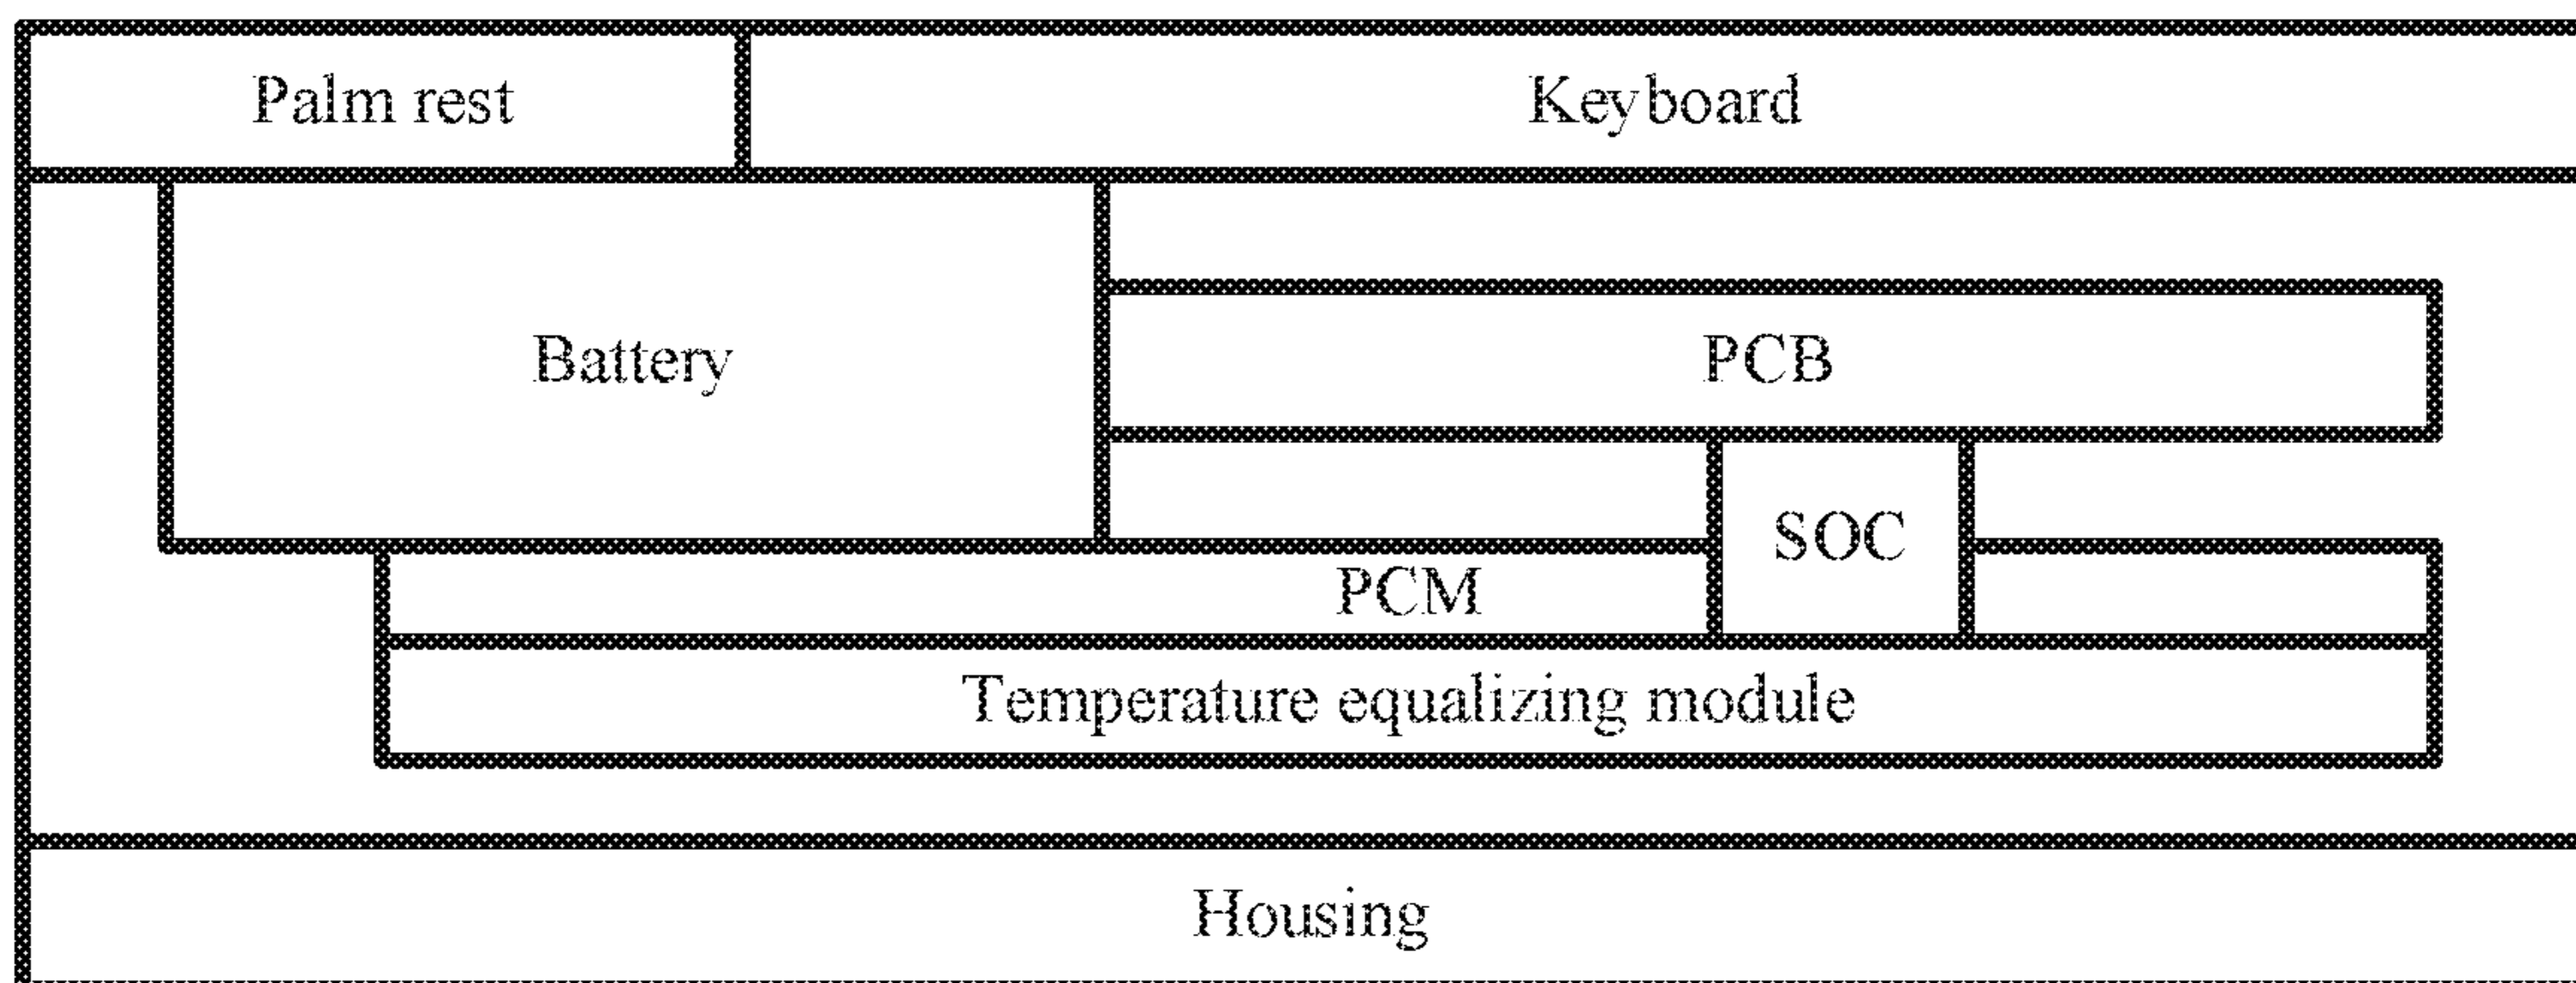 Palm rest
Keyboard
Battery
PCB
SOC
PCM
Temperature equalizing module
Housing